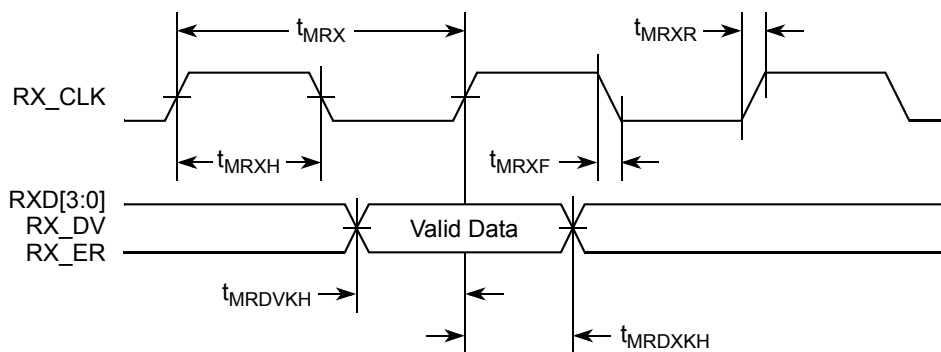 tMRX
tMRXR
RX_CLK
tMRXH
tMRXF
RXD[3:0]
RX_DV
RX_ER
Valid Data
tMRDVKH
tMRDXKH